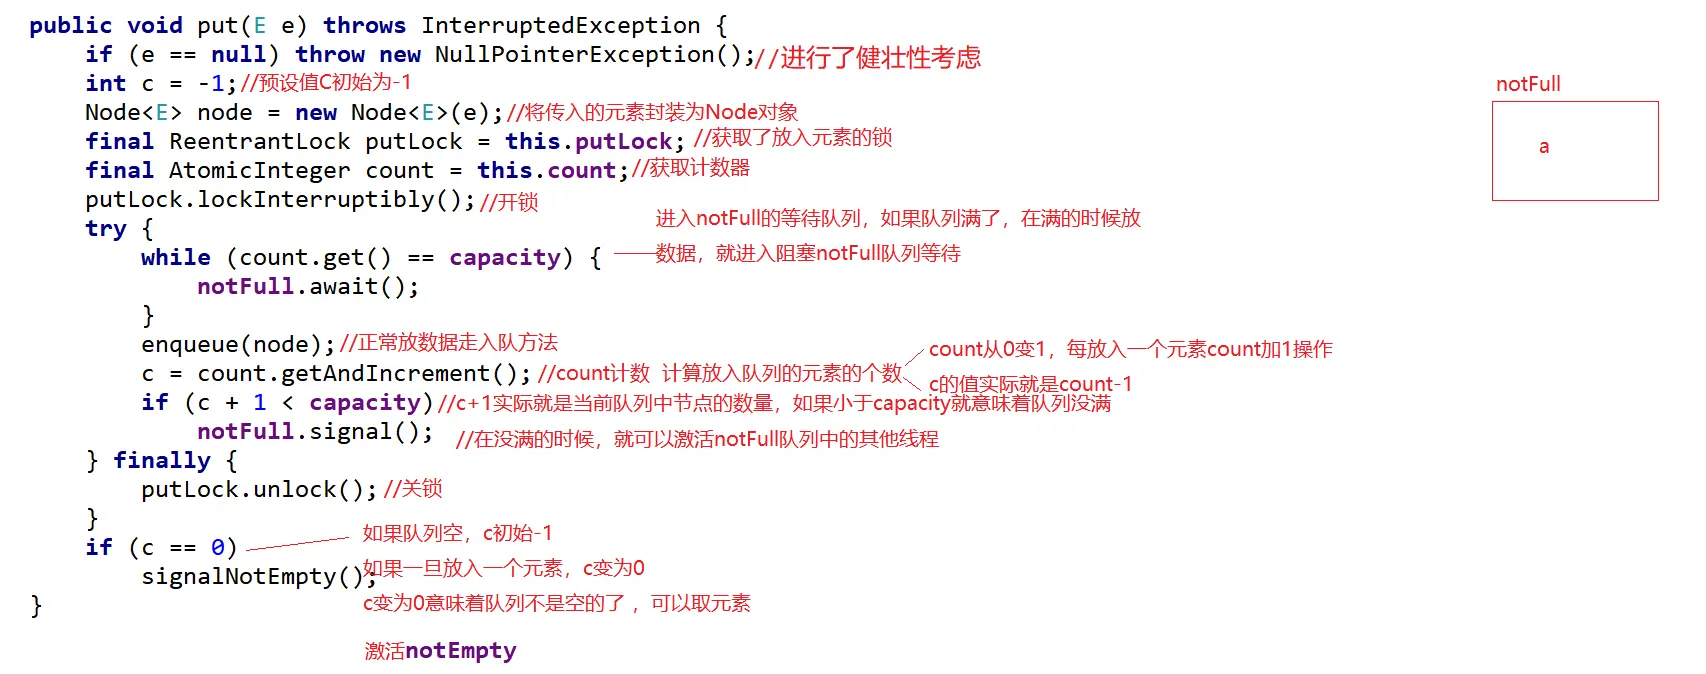 public void put(E e) throws InterruptedException {
if (e == null) throw new NullPointerException();//进行了健壮性考虑
int c = -1;//预设值C初始为-1
notFull
Node<E> node = new Node<E>(e);//将传入的元素封装为Node对象
final ReentrantLock putLock = this.putLock; //获取了放入元素的锁
a
final AtomicInteger count = this.count;//获取计数器
putLock.lockInterruptibly();//开锁
进入notFull的等待队列，如果队列满了，在满的时候放
try {
while (count.get() == capacity) { 数据，就进入阻塞notFull队列等待
notFull.await();
}
enqueue(node);//正常放数据走入队方法
count从0变1，每放入一个元素count加1操作
c = count.getAndIncrement();//count计数 计算放入队列的元素的个数
c的值实际就是count-1
if (c + 1 < capacity)//c+1实际就是当前队列中节点的数量，如果小于capacity就意味着队列没满
notFull.signal(); //在没满的时候，就可以激活notFull队列中的其他线程
} finally {
putLock.unlock();//关锁
}
如果队列空，c初始-1
if (c == 0)
如果一旦放入一个元素，c变为0
signalNotEmpty();
c变为0意味着队列不是空的了 ，可以取元素
}
激活notEmpty